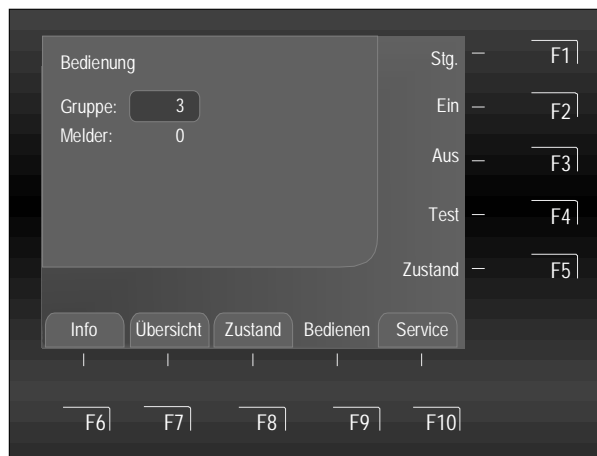 Bedienung
Gruppe: 3
Melder: 0
Stg. F1
Ein F2
Aus F3
Test F4
Zustand F5
Info Übersicht Zustand Bedienen Service
F6 F7 F8 F9 F10